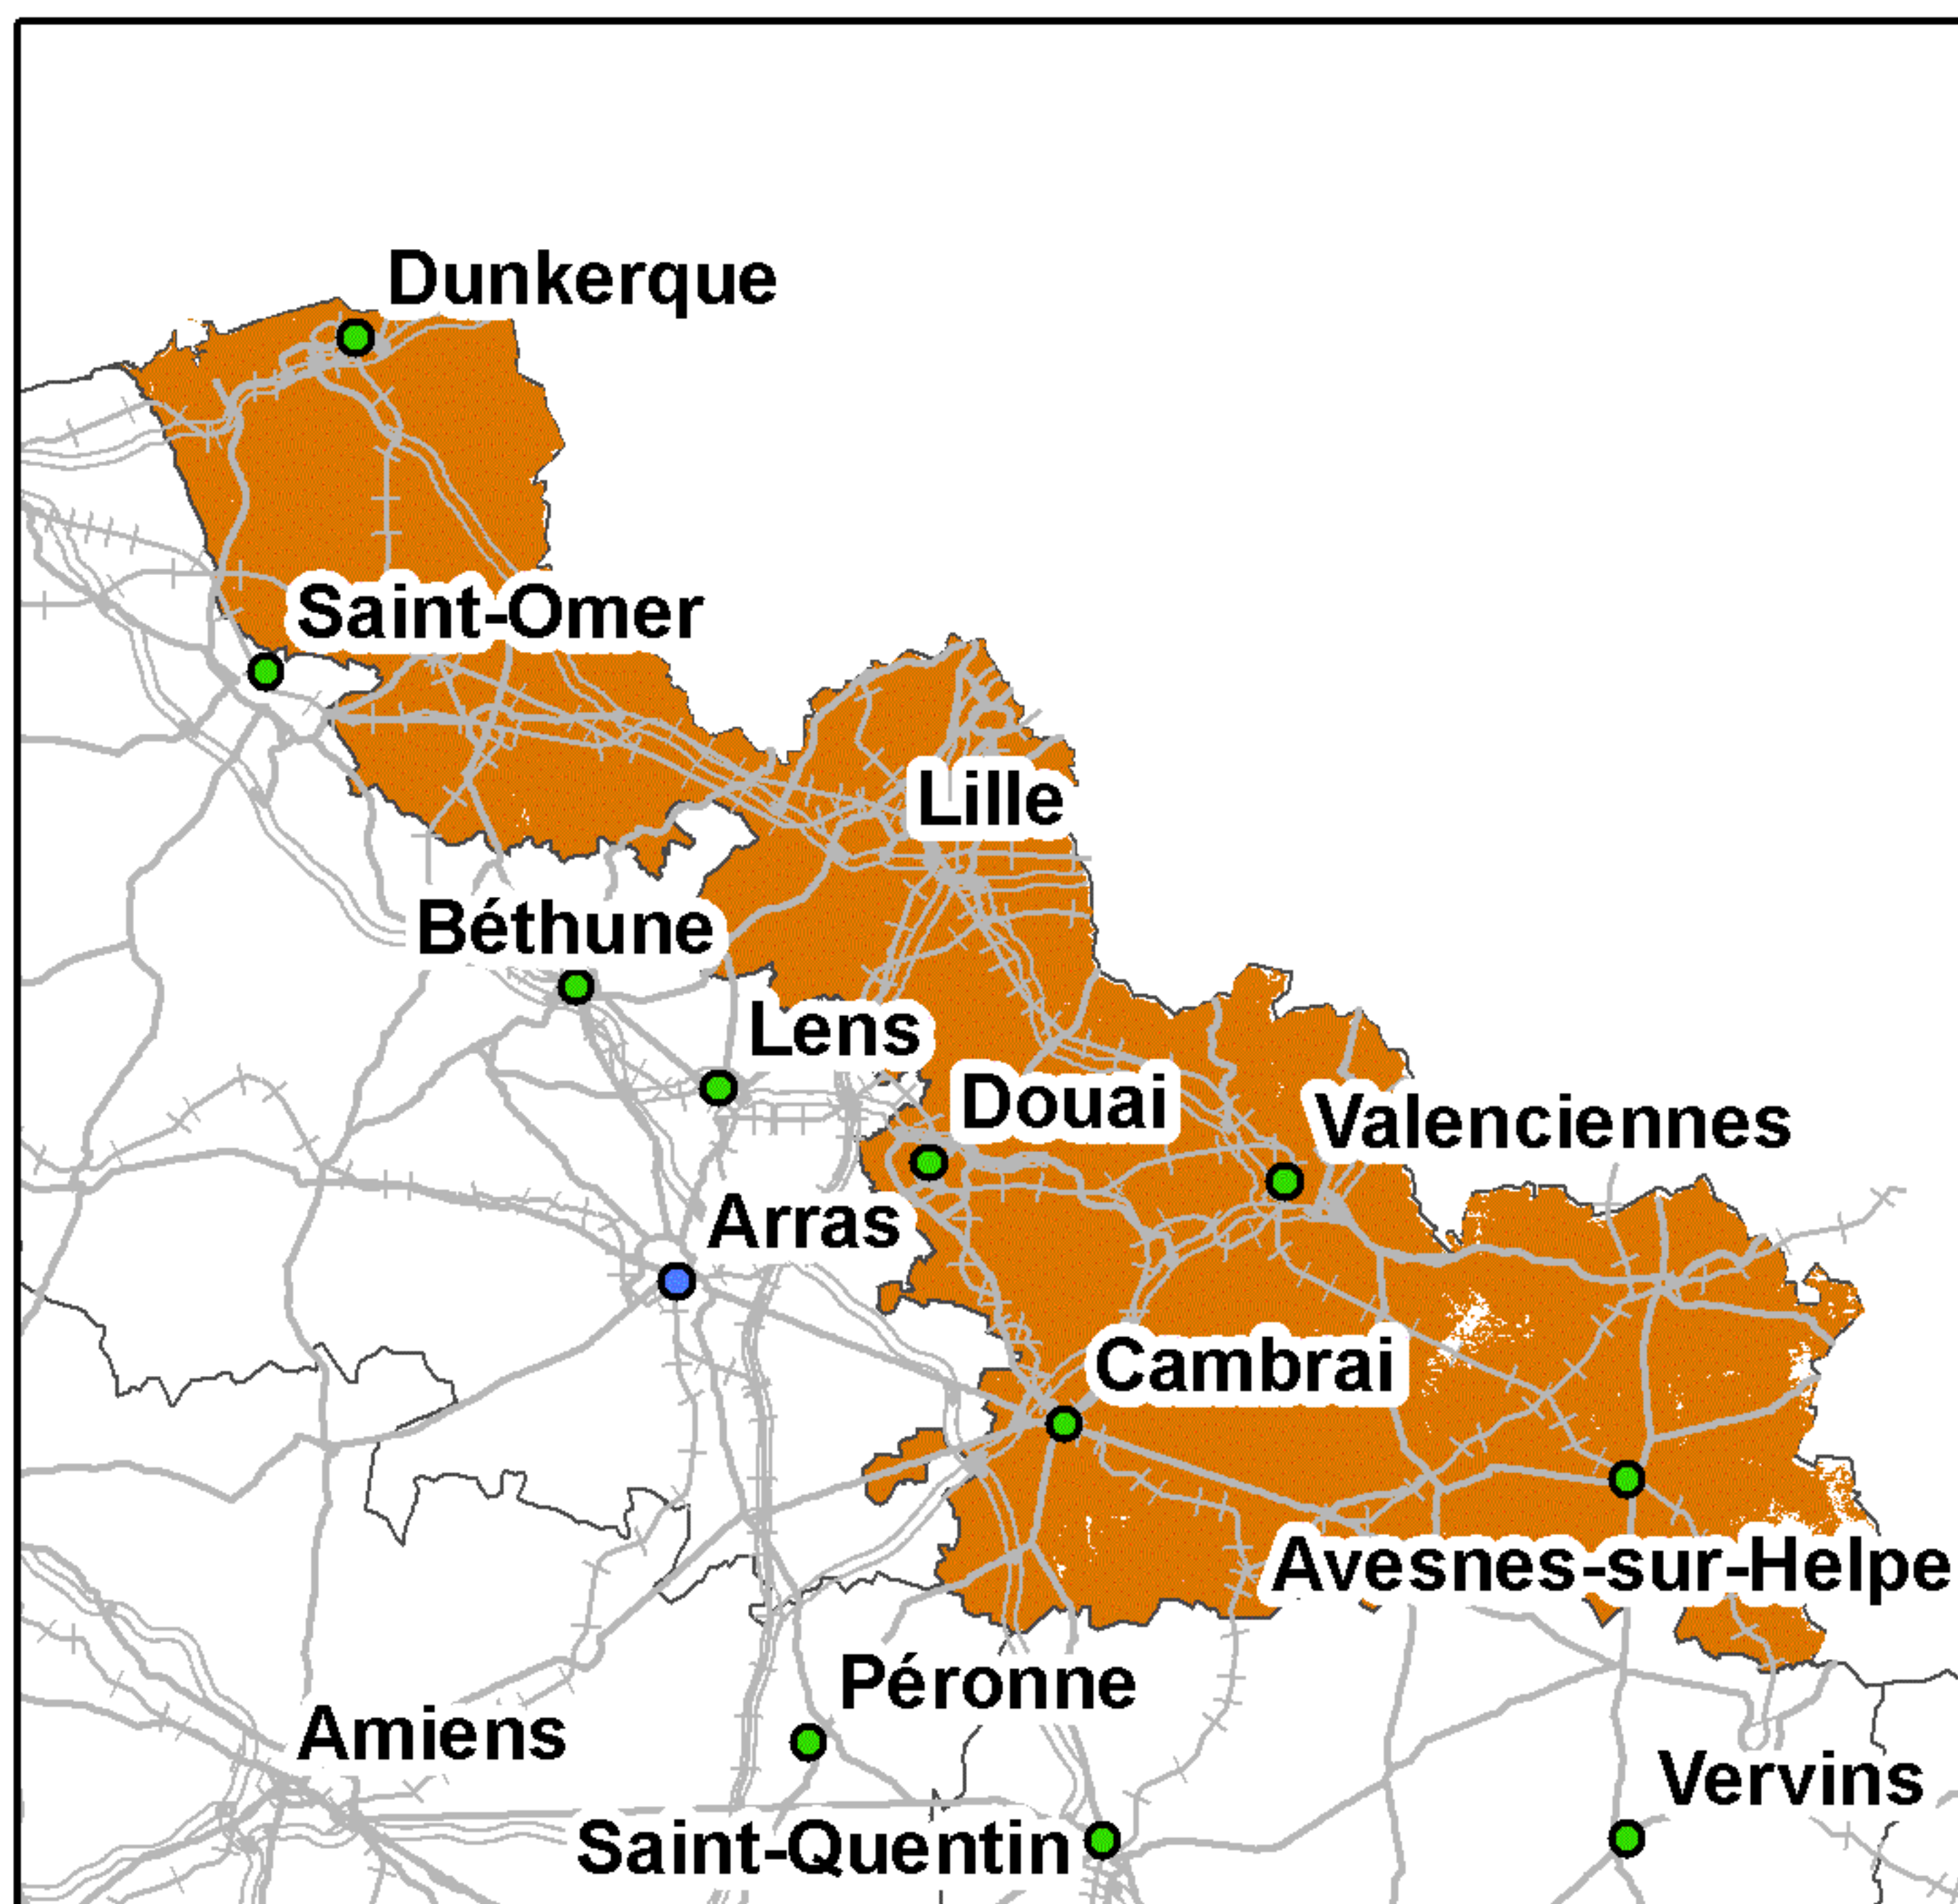 Dunkerque
Saint-Omer
Lille
Béthune
Lens
Douai
Valenciennes
Arras
Cambrai
Avesnes-sur-Helpe
Péronne
Amiens
Vervins
Saint-Quentin